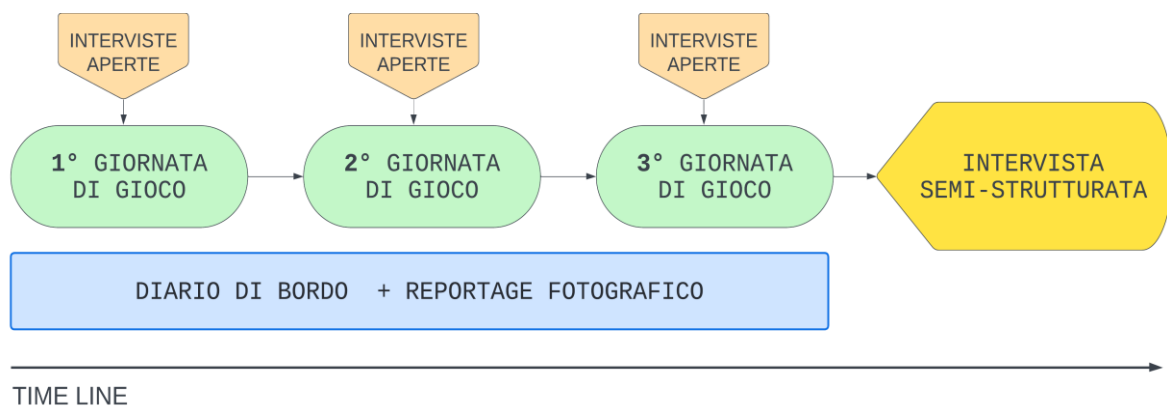 INTERVISTE
APERTE
INTERVISTE
APERTE
INTERVISTE
APERTE
1° GIORNATA
DI GIOCO
2° GIORNATA
DI GIOCO
3° GIORNATA
DI GIOCO
INTERVISTA
SEMI-STRUTTURATA
DIARIO DI BORDO + REPORTAGE FOTOGRAFICO
TIME LINE